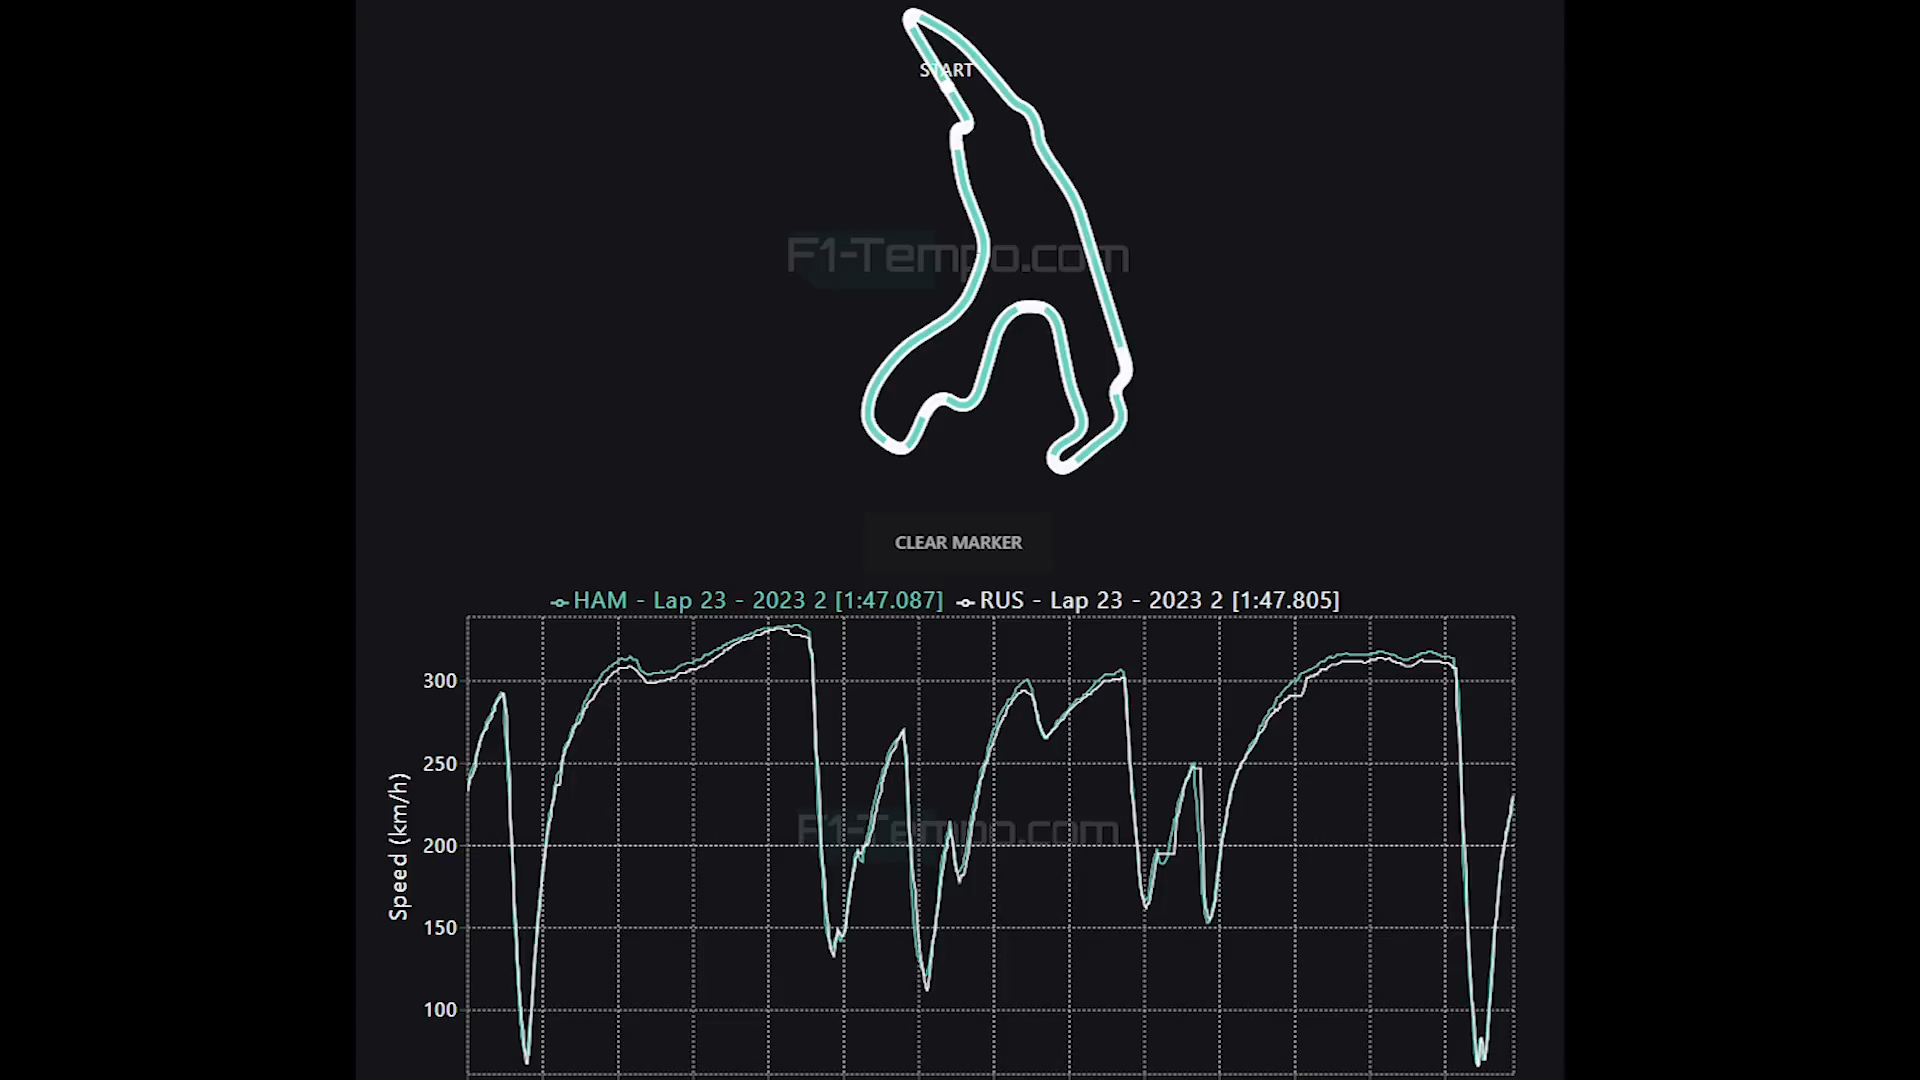 START
F1-Tempo.com
CLEAR MARKER
HAM - Lap 23 - 2023 2 [1:47.087] RUS - Lap 23 - 2023 2 [1:47.805]
300
250
200
150
100
Speed (km/h)
F1-Tempo.com